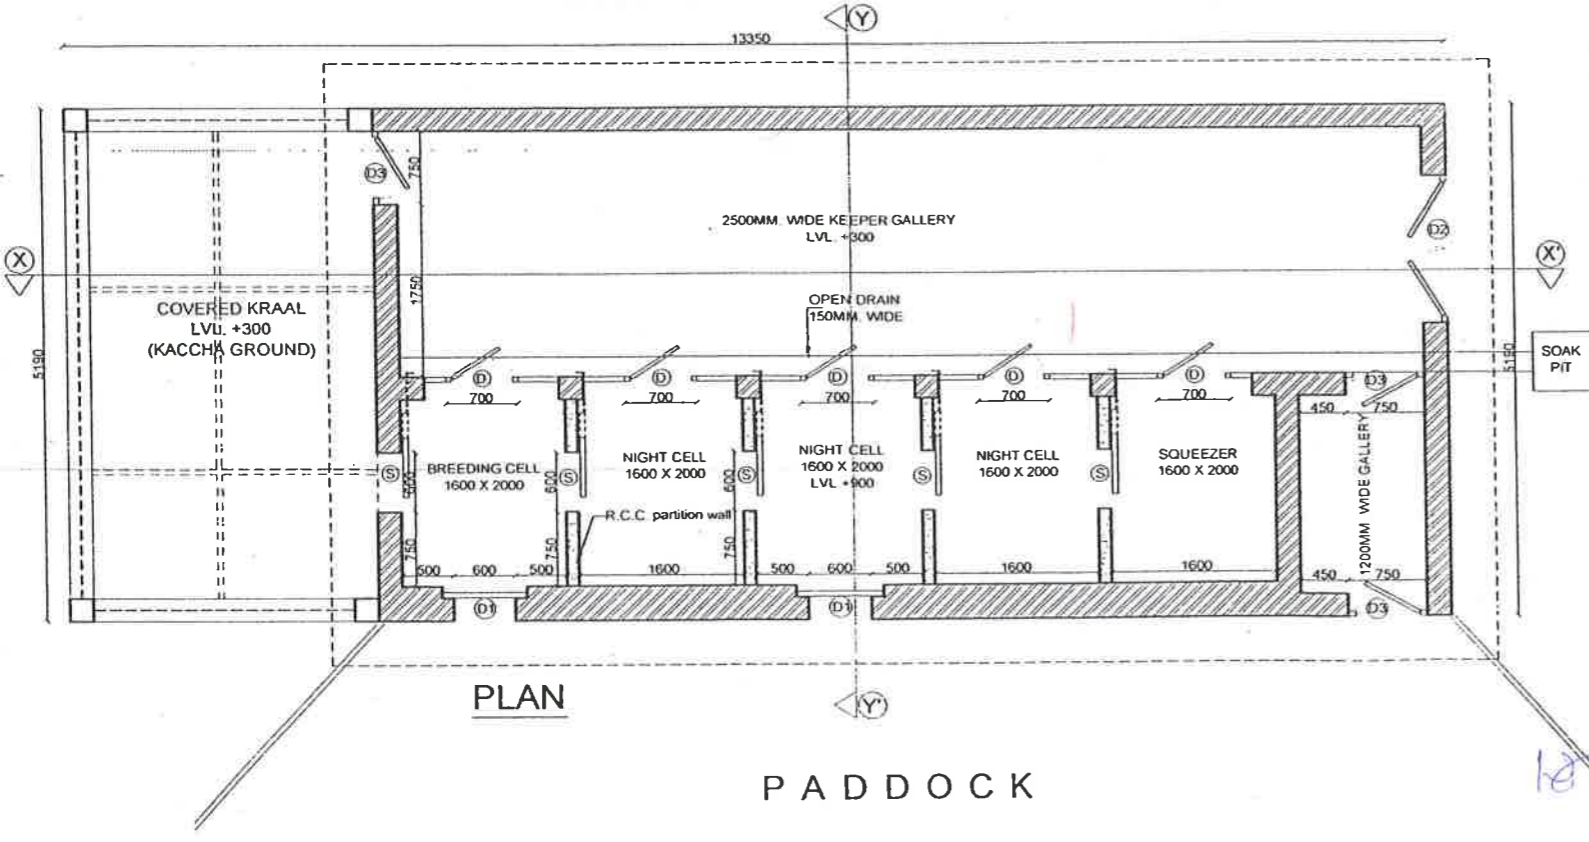 Y
13350
D3
750
2500MM. WIDE KEEPER GALLERY
LVL. +300
D2
X
X'
1750
OPEN DRAIN
150MM. WIDE
COVERED KRAAL
LVL. +300
(KACCHA GROUND)
5190
5190
SOAK
PIT
D
D
D
D
D
D3
700
700
700
700
700
450
750
BREEDING CELL
1600 X 2000
NIGHT CELL
1600 X 2000
NIGHT CELL
1600 X 2000
LVL +900
NIGHT CELL
1600 X 2000
SQUEEZER
1600 X 2000
1200MM WIDE GALLERY
S
S
S
S
S
600
600
600
R.C.C. partition wall
750
750
750
500
600
500
1600
500
600
500
1600
1600
450
750
D1
D1
D3
PLAN
Y'
PADDOCK